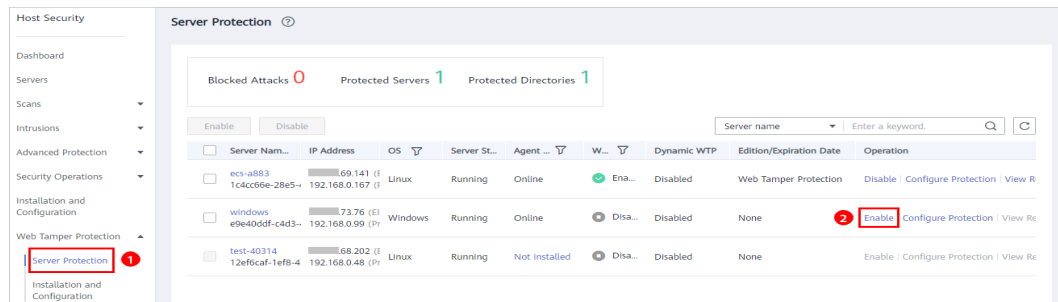 Host Security
Server Protection
Dashboard
Servers
Scans
Intrusions
Advanced Protection
Security Operations
Installation and
Configuration
Web Tamper Protection
Server Protection
1
Installation and
Configuration
Blocked Attacks 0 Protected Servers 1 Protected Directories 1
Enable Disable Server name Enter a keyword.
Server Nam... IP Address OS Server St... Agent ... W... Dynamic WTP Edition/Expiration Date Operation
ecs-a883 .69.141 (E
1c4cc66e-28e5-4 192.168.0.167 (P Linux Running Online Ena... Disabled Web Tamper Protection Disable Configure Protection View R
windows .73.76 (EI
e9e40ddf-c4d3-4 192.168.0.99 (Pr Windows Running Online Disa... Disabled None 2 Enable Configure Protection View Re
test-40314 .68.202 (E
12ef6caf-1ef8-4 192.168.0.48 (Pr Linux Running Not Installed Disa... Disabled None Enable Configure Protection View Re